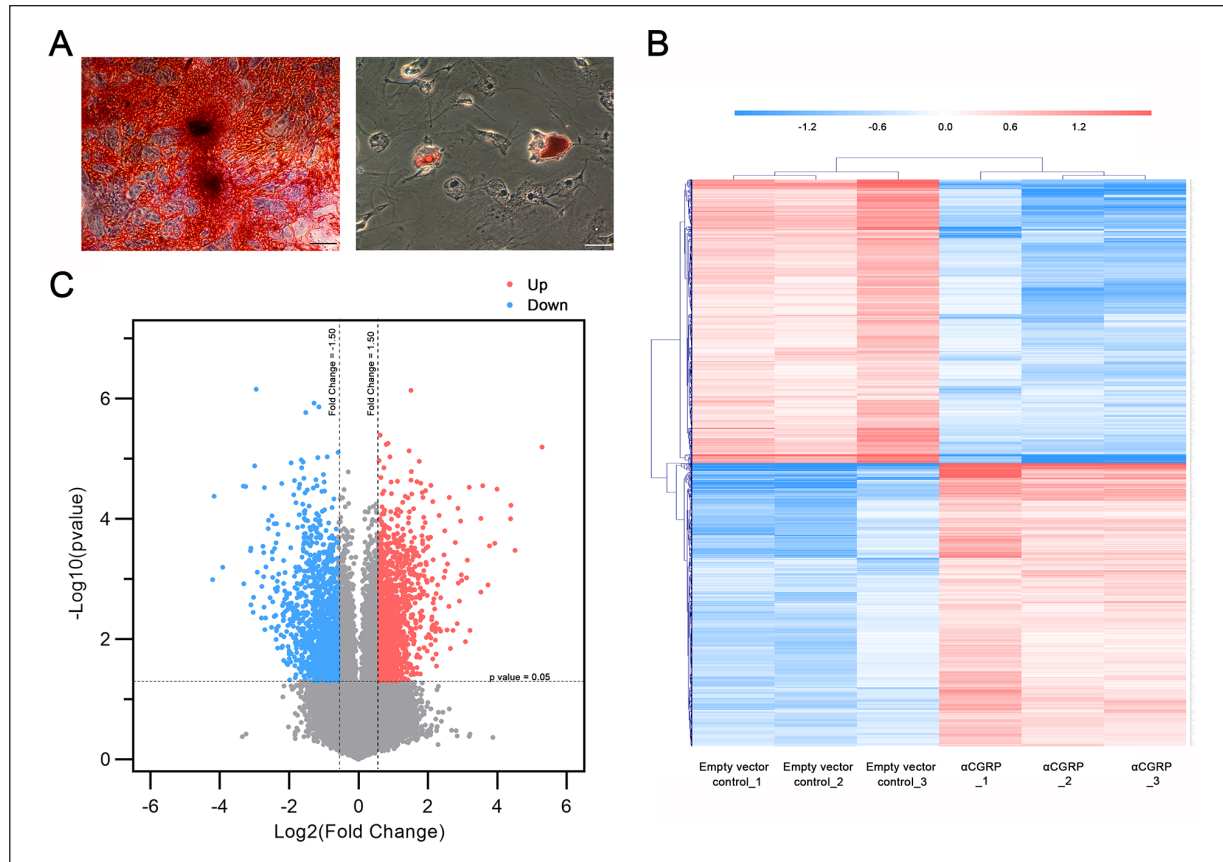 A
B
-1.2 -0.6 0.0 0.6 1.2
C
Up
Down
Fold Change = -1.50
Fold Change = 1.50
p value = 0.05
6
4
2
0
-Log10(pvalue)
-6 -4 -2 0 2 4 6
Log2(Fold Change)
Empty vector control_1
Empty vector control_2
Empty vector control_3
αCGRP _1
αCGRP _2
αCGRP _3